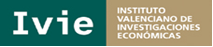 Ivie
INSTITUTO
VALENCIANO DE
INVESTIGACIONES
ECONÓMICAS